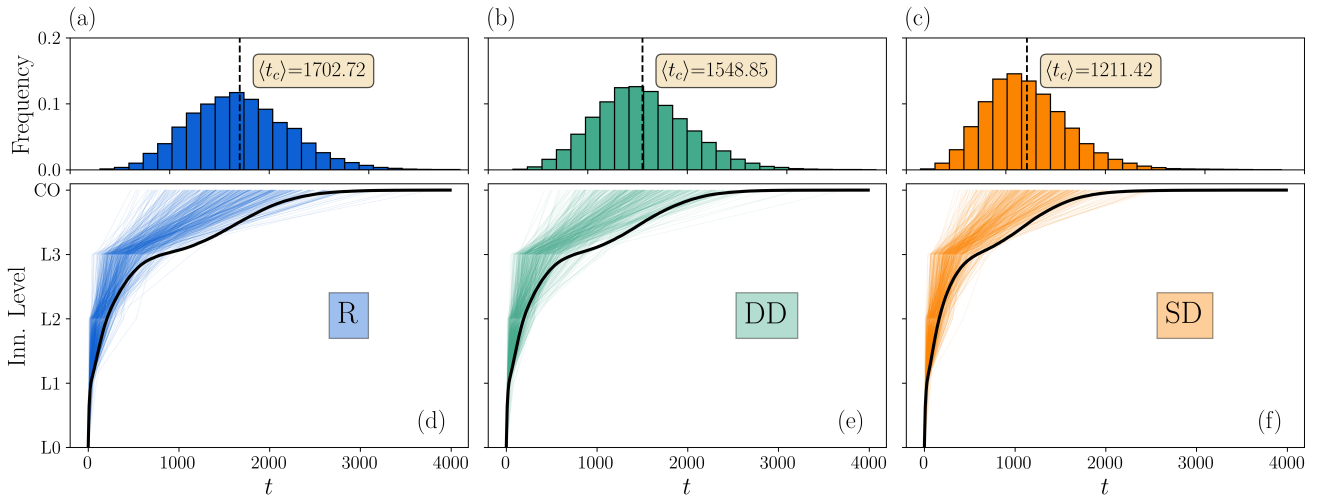 (a)
(b)
(c)
Frequency
0.2
0.1
0.0
⟨t_c⟩=1702.72
⟨t_c⟩=1548.85
⟨t_c⟩=1211.42
Inn. Level
CO
L3
L2
L1
L0
R
DD
SD
(d)
(e)
(f)
0 1000 2000 3000 4000
0 1000 2000 3000 4000
0 1000 2000 3000 4000
t
t
t